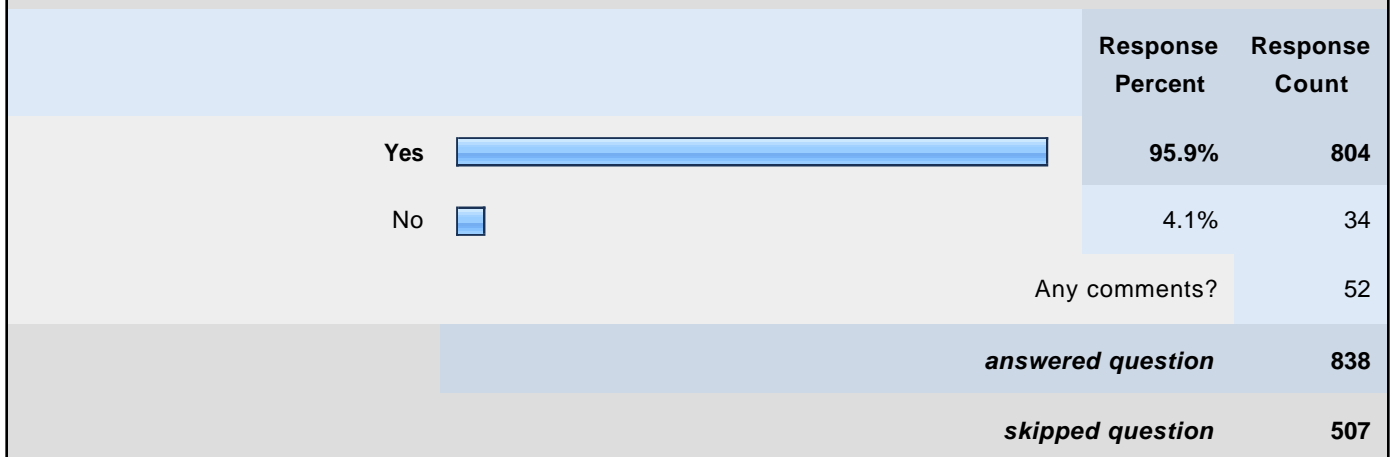 Response Response
Percent Count
Yes 95.9% 804
No 4.1% 34
Any comments? 52
answered question 838
skipped question 507